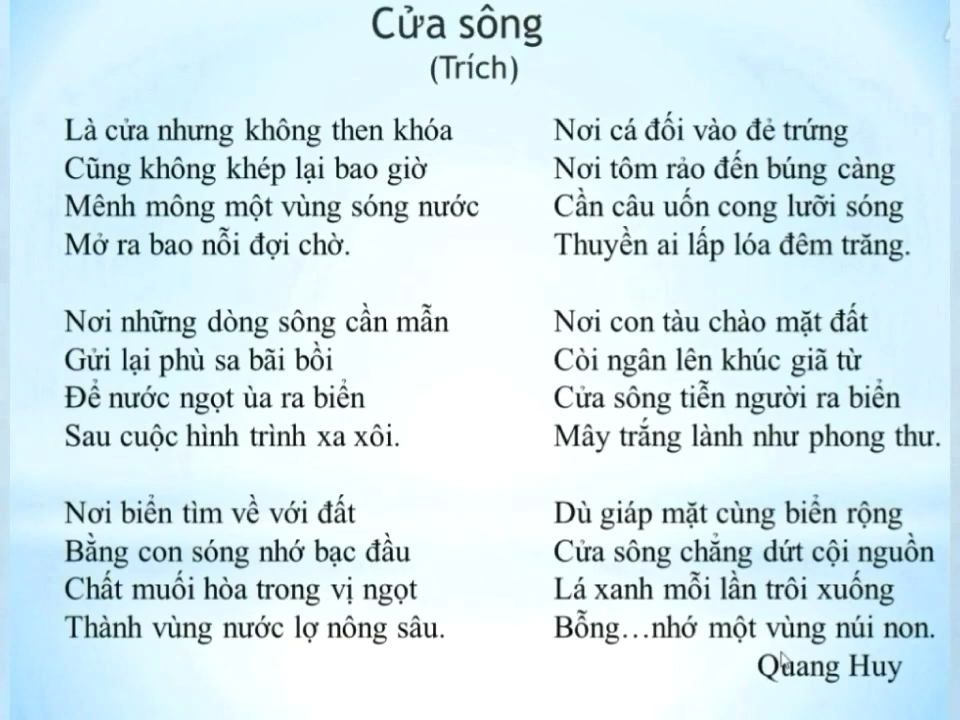 Cửa sông
(Trích)
Là cửa nhưng không then khóa
Cũng không khép lại bao giờ
Mênh mông một vùng sóng nước
Mở ra bao nỗi đợi chờ.
Nơi những dòng sông cần mẫn
Gửi lại phù sa bãi bồi
Để nước ngọt ùa ra biển
Sau cuộc hình trình xa xôi.
Nơi biển tìm về với đất
Bằng con sóng nhớ bạc đầu
Chất muối hòa trong vị ngọt
Thành vùng nước lợ nông sâu.
Nơi cá đối vào đẻ trứng
Nơi tôm rảo đến búng càng
Cần câu uốn cong lưỡi sóng
Thuyền ai lấp lóa đêm trăng.
Nơi con tàu chào mặt đất
Còi ngân lên khúc giã từ
Cửa sông tiễn người ra biển
Mây trắng lành như phong thư.
Dù giáp mặt cùng biển rộng
Cửa sông chẳng dứt cội nguồn
Lá xanh mỗi lần trôi xuống
Bỗng…nhớ một vùng núi non.
Quang Huy